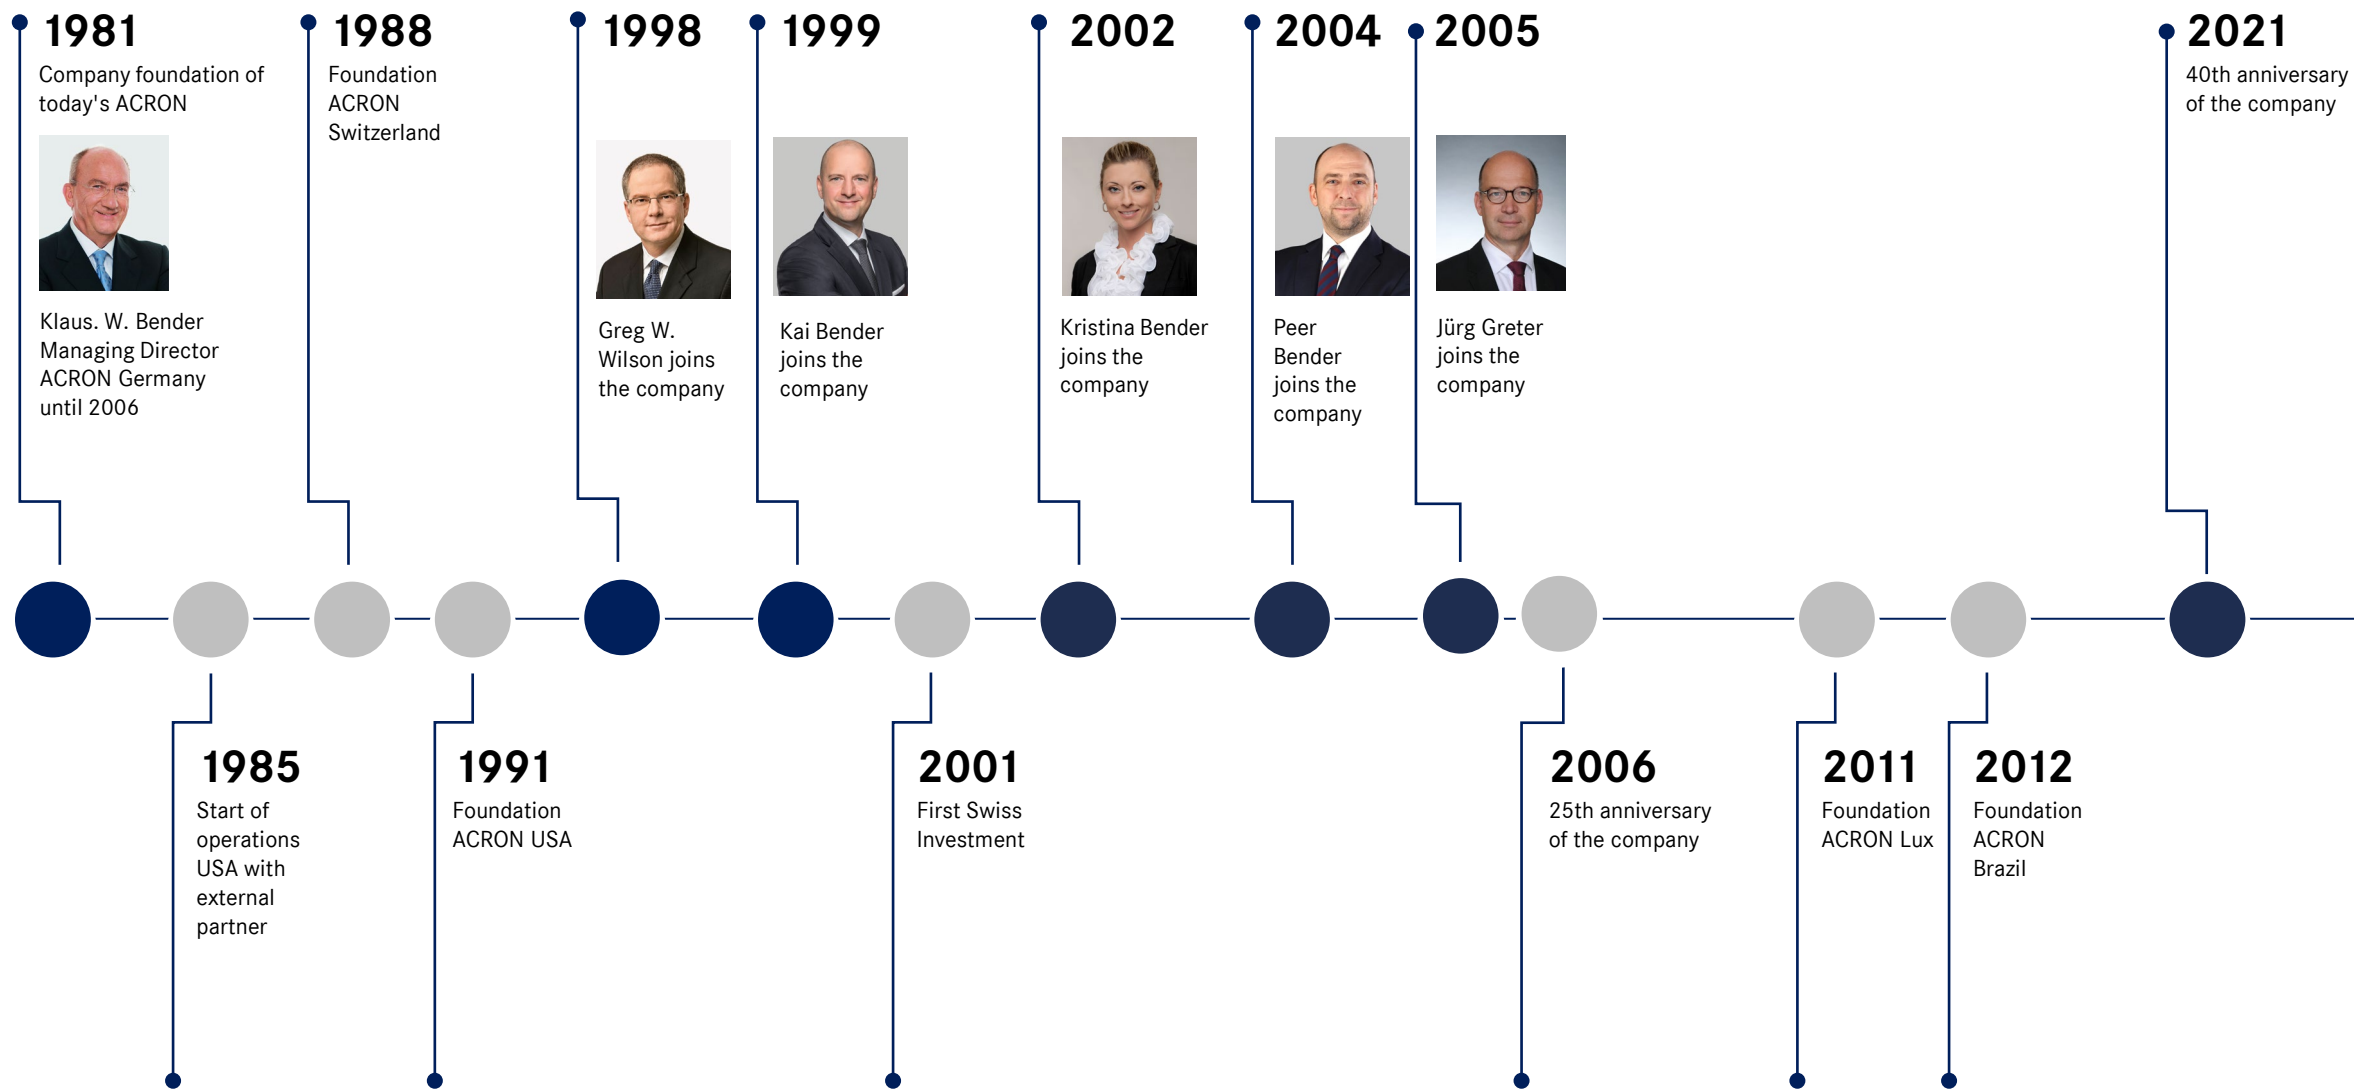 1981
Company foundation of
today's ACRON
Klaus. W. Bender
Managing Director
ACRON Germany
until 2006
1988
Foundation
ACRON
Switzerland
1998
Greg W.
Wilson joins
the company
1999
Kai Bender
joins the
company
2002
Kristina Bender
joins the
company
2004
Peer
Bender
joins the
company
2005
Jürg Greter
joins the
company
2021
40th anniversary
of the company
1985
Start of
operations
USA with
external
partner
1991
Foundation
ACRON USA
2001
First Swiss
Investment
2006
25th anniversary
of the company
2011
Foundation
ACRON Lux
2012
Foundation
ACRON
Brazil